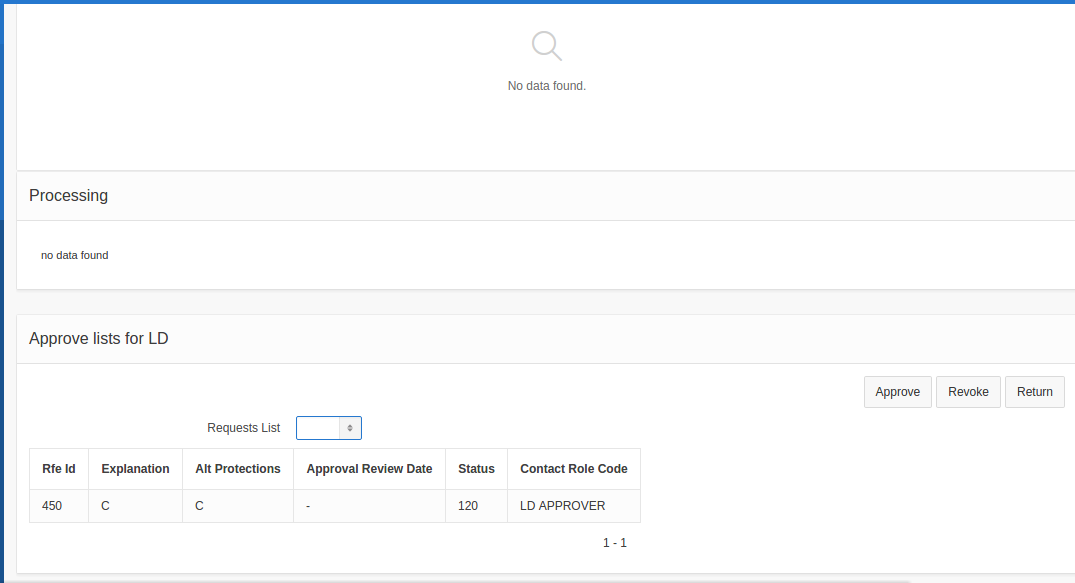 No data found.
Processing
no data found
Approve lists for LD
Approve Revoke Return
Requests List
Rfe Id Explanation Alt Protections Approval Review Date Status Contact Role Code
450 C C - 120 LD APPROVER
1 - 1